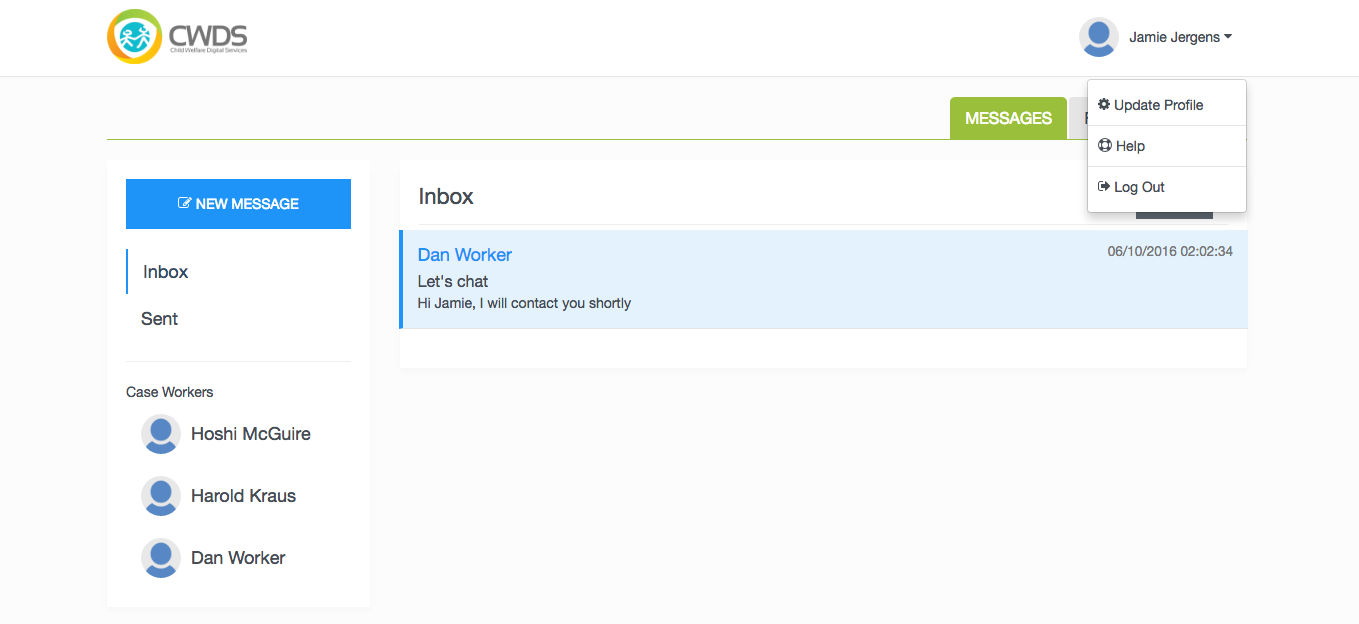 CWDS
Child Welfare Digital Services
Jamie Jergens
Update Profile
Help
Log Out
MESSAGES
NEW MESSAGE
Inbox
Sent
Case Workers
Hoshi McGuire
Harold Kraus
Dan Worker
Inbox
Dan Worker
06/10/2016 02:02:34
Let's chat
Hi Jamie, I will contact you shortly